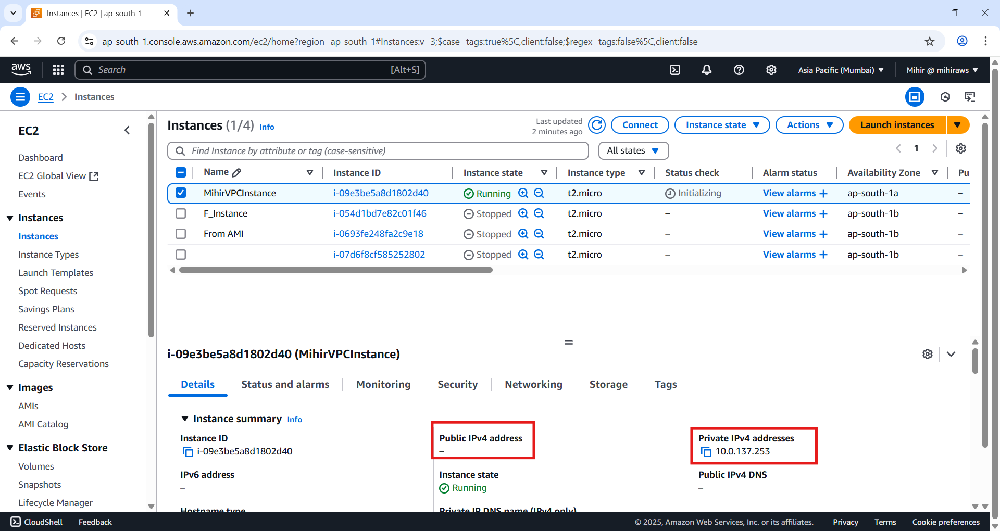 Instances | EC2 | ap-south-1
ap-south-1.console.aws.amazon.com/ec2/home?region=ap-south-1#Instances:v=3;$case=tags:true%5C,client:false;$regex=tags:false%5C,client:false
aws Search [Alt+S] Asia Pacific (Mumbai) Mihir @ mihiraws
EC2 Instances
EC2
Dashboard
EC2 Global View
Events
Instances
Instances
Instance Types
Launch Templates
Spot Requests
Savings Plans
Reserved Instances
Dedicated Hosts
Capacity Reservations
Images
AMIs
AMI Catalog
Elastic Block Store
Volumes
Snapshots
Lifecycle Manager
Instances (1/4) Info
Last updated
2 minutes ago
Connect Instance state Actions Launch instances
Find Instance by attribute or tag (case-sensitive) All states 1
Name Instance ID Instance state Instance type Status check Alarm status Availability Zone Pu
MihirVPCInstance i-09e3be5a8d1802d40 Running t2.micro Initializing View alarms + ap-south-1a –
F_Instance i-054d1bd7e82c01f46 Stopped t2.micro – View alarms + ap-south-1b –
From AMI i-0693fe248fa2c9e18 Stopped t2.micro – View alarms + ap-south-1b –
i-07d6f8cf585252802 Stopped t2.micro – View alarms + ap-south-1b –
i-09e3be5a8d1802d40 (MihirVPCInstance)
Details Status and alarms Monitoring Security Networking Storage Tags
Instance summary Info
Instance ID
i-09e3be5a8d1802d40
Public IPv4 address
–
Private IPv4 addresses
10.0.137.253
IPv6 address
–
Instance state
Running
Public IPv4 DNS
–
Hostname type
Private IP DNS name (IPv4 only)
CloudShell Feedback © 2025, Amazon Web Services, Inc. or its affiliates. Privacy Terms Cookie preferences